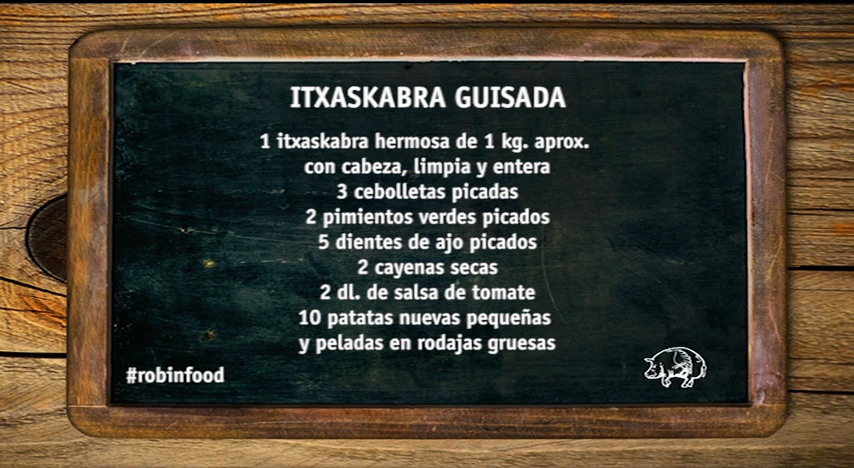 ITXASKABRA GUISADA
1 itxaskabra hermosa de 1 kg. aprox.
con cabeza, limpia y entera
3 cebolletas picadas
2 pimientos verdes picados
5 dientes de ajo picados
2 cayenas secas
2 dl. de salsa de tomate
10 patatas nuevas pequeñas
y peladas en rodajas gruesas
#robinfood